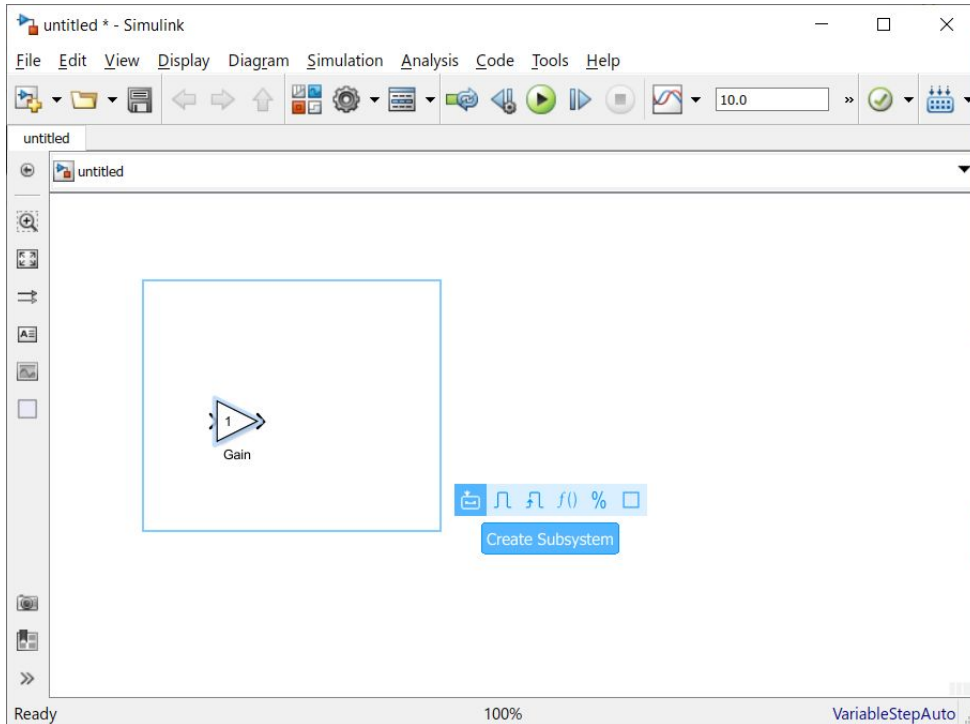 untitled * - Simulink
File Edit View Display Diagram Simulation Analysis Code Tools Help
10.0 »
untitled
untitled
1
Gain
f() %
Create Subsystem
Ready 100% VariableStepAuto